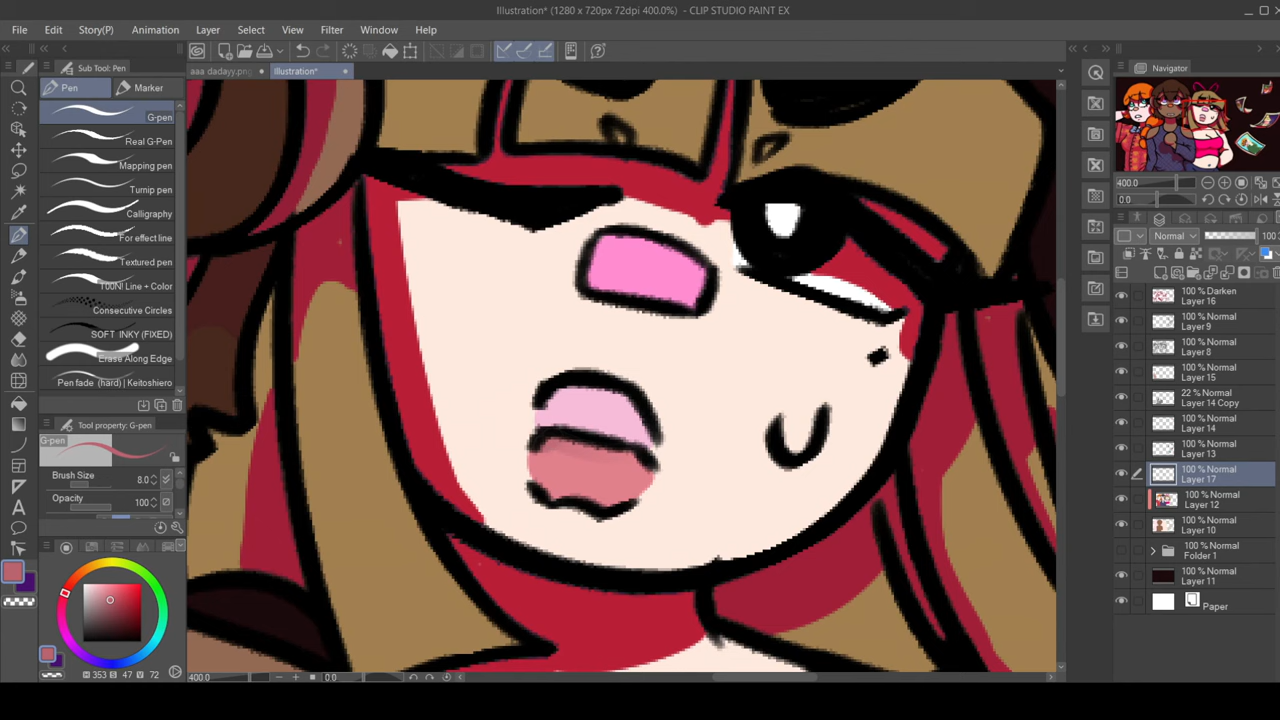 Illustration* (1280 x 720px 72dpi 400.0%) - CLIP STUDIO PAINT EX
File Edit Story(P) Animation Layer Select View Filter Window Help
Sub Tool: Pen
aaa dadayy.png
Illustration*
Navigator
Pen
Marker
G-pen
Real G-Pen
Mapping pen
Turnip pen
Calligraphy
For effect line
Textured pen
100NI Line + Color
Consecutive Circles
SOFT INKY (FIXED)
Erase Along Edge
Pen fade (hard) | Keitoshiero
Tool property: G-pen
G-pen
Brush Size 8.0
Opacity 100
H 353 S 47 V 72
400.0 0.0
400.0
0.0
Normal 100
100 % Darken
Layer 16
100 % Normal
Layer 9
100 % Normal
Layer 8
100 % Normal
Layer 15
22 % Normal
Layer 14 Copy
100 % Normal
Layer 14
100 % Normal
Layer 13
100 % Normal
Layer 17
100 % Normal
Layer 12
100 % Normal
Layer 10
100 % Normal
Folder 1
100 % Normal
Layer 11
Paper